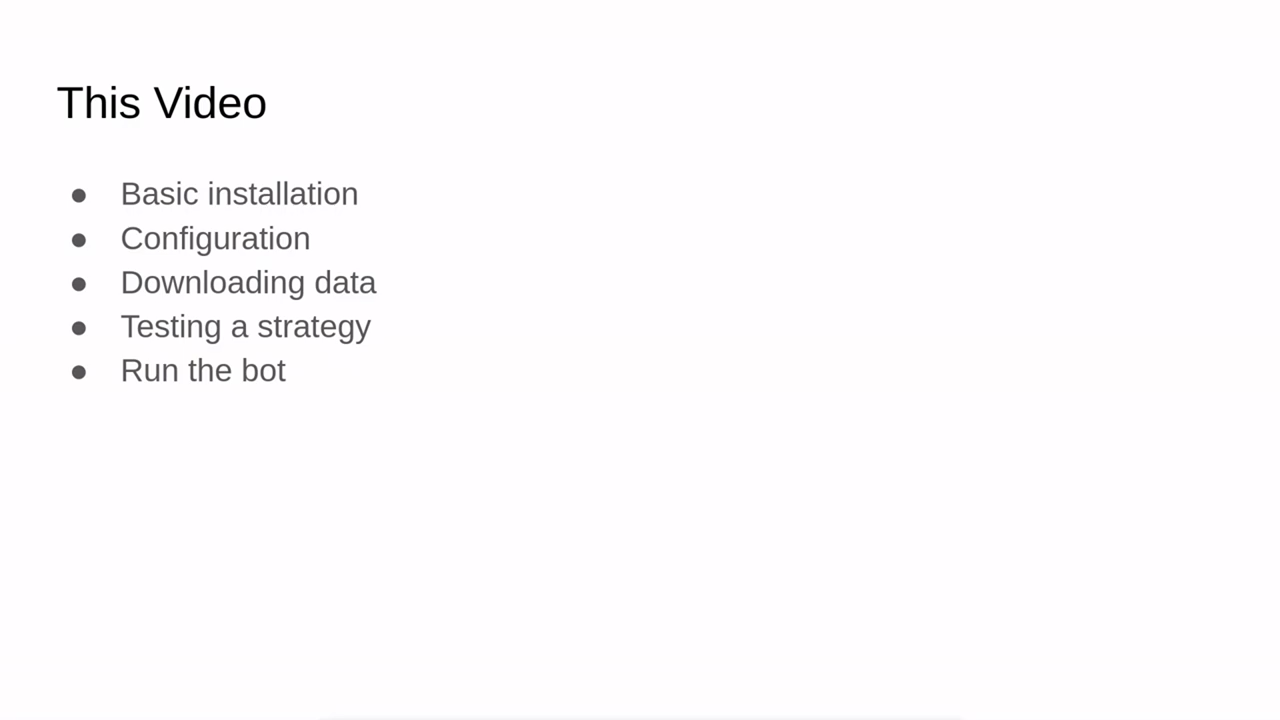 This Video
● Basic installation
● Configuration
● Downloading data
● Testing a strategy
● Run the bot